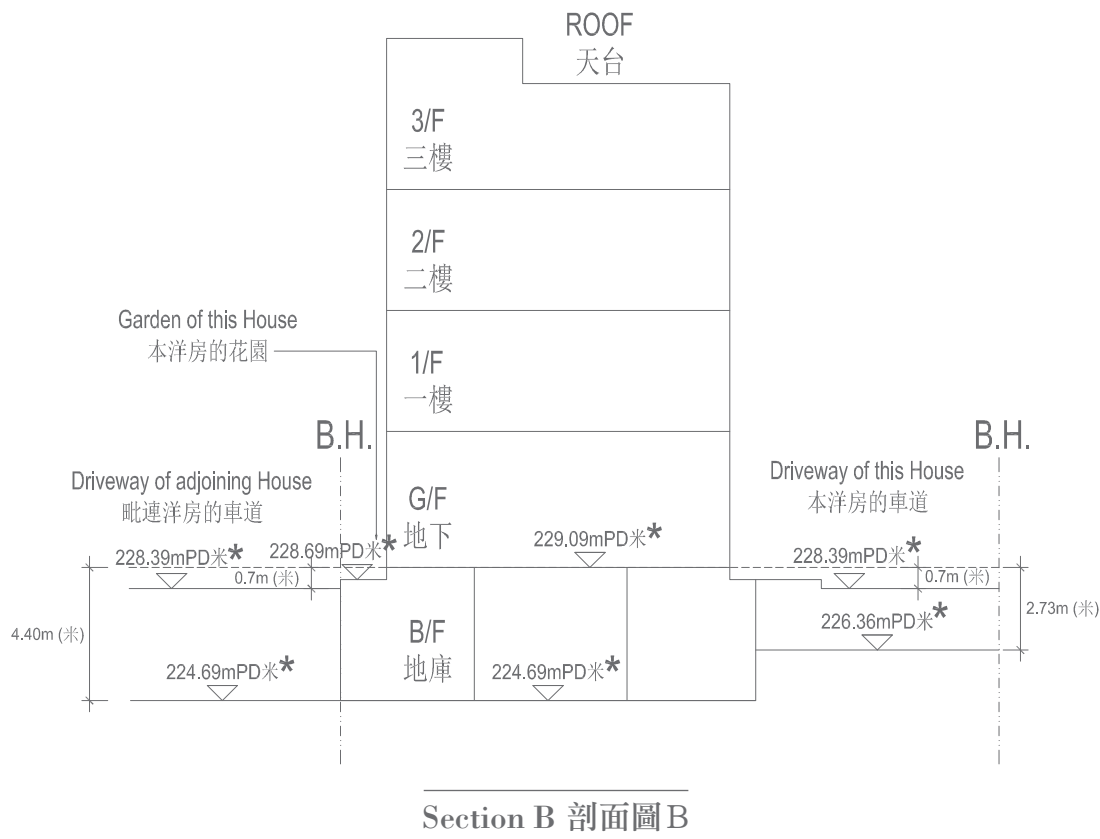 ROOF
天台
3/F
三樓
2/F
二樓
Garden of this House
本洋房的花園
1/F
一樓
B.H.
B.H.
Driveway of adjoining House
毗連洋房的車道
Driveway of this House
本洋房的車道
G/F
地下
228.39mPD米*
228.69mPD米*
229.09mPD米*
228.39mPD米*
0.7m (米)
0.7m (米)
2.73m (米)
226.36mPD米*
4.40m (米)
B/F
地庫
224.69mPD米*
224.69mPD米*
Section B 剖面圖B